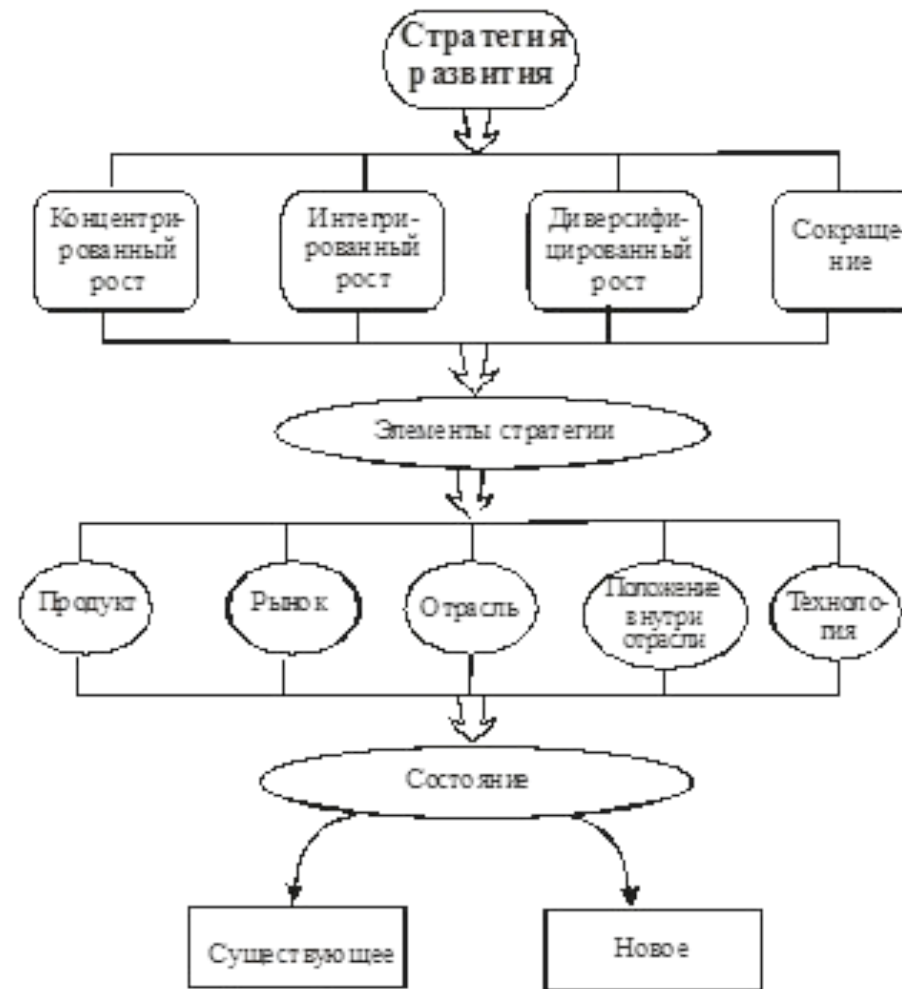 Стратегия
развития
Концентри-
рованный
рост
Интегри-
рованный
рост
Диверсифи-
цированный
рост
Сокраще-
ние
Элементы стратегии
Продукт
Рынок
Отрасль
Положение
внутри
отрасли
Техноло-
гия
Состояние
Существующее
Новое